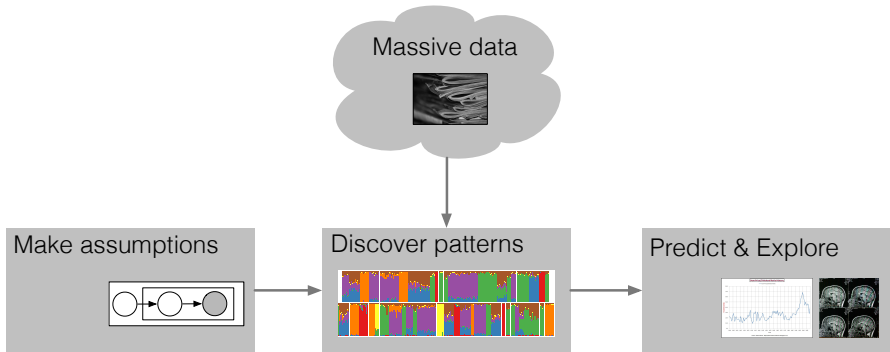 Massive data
Make assumptions
Discover patterns
Predict & Explore